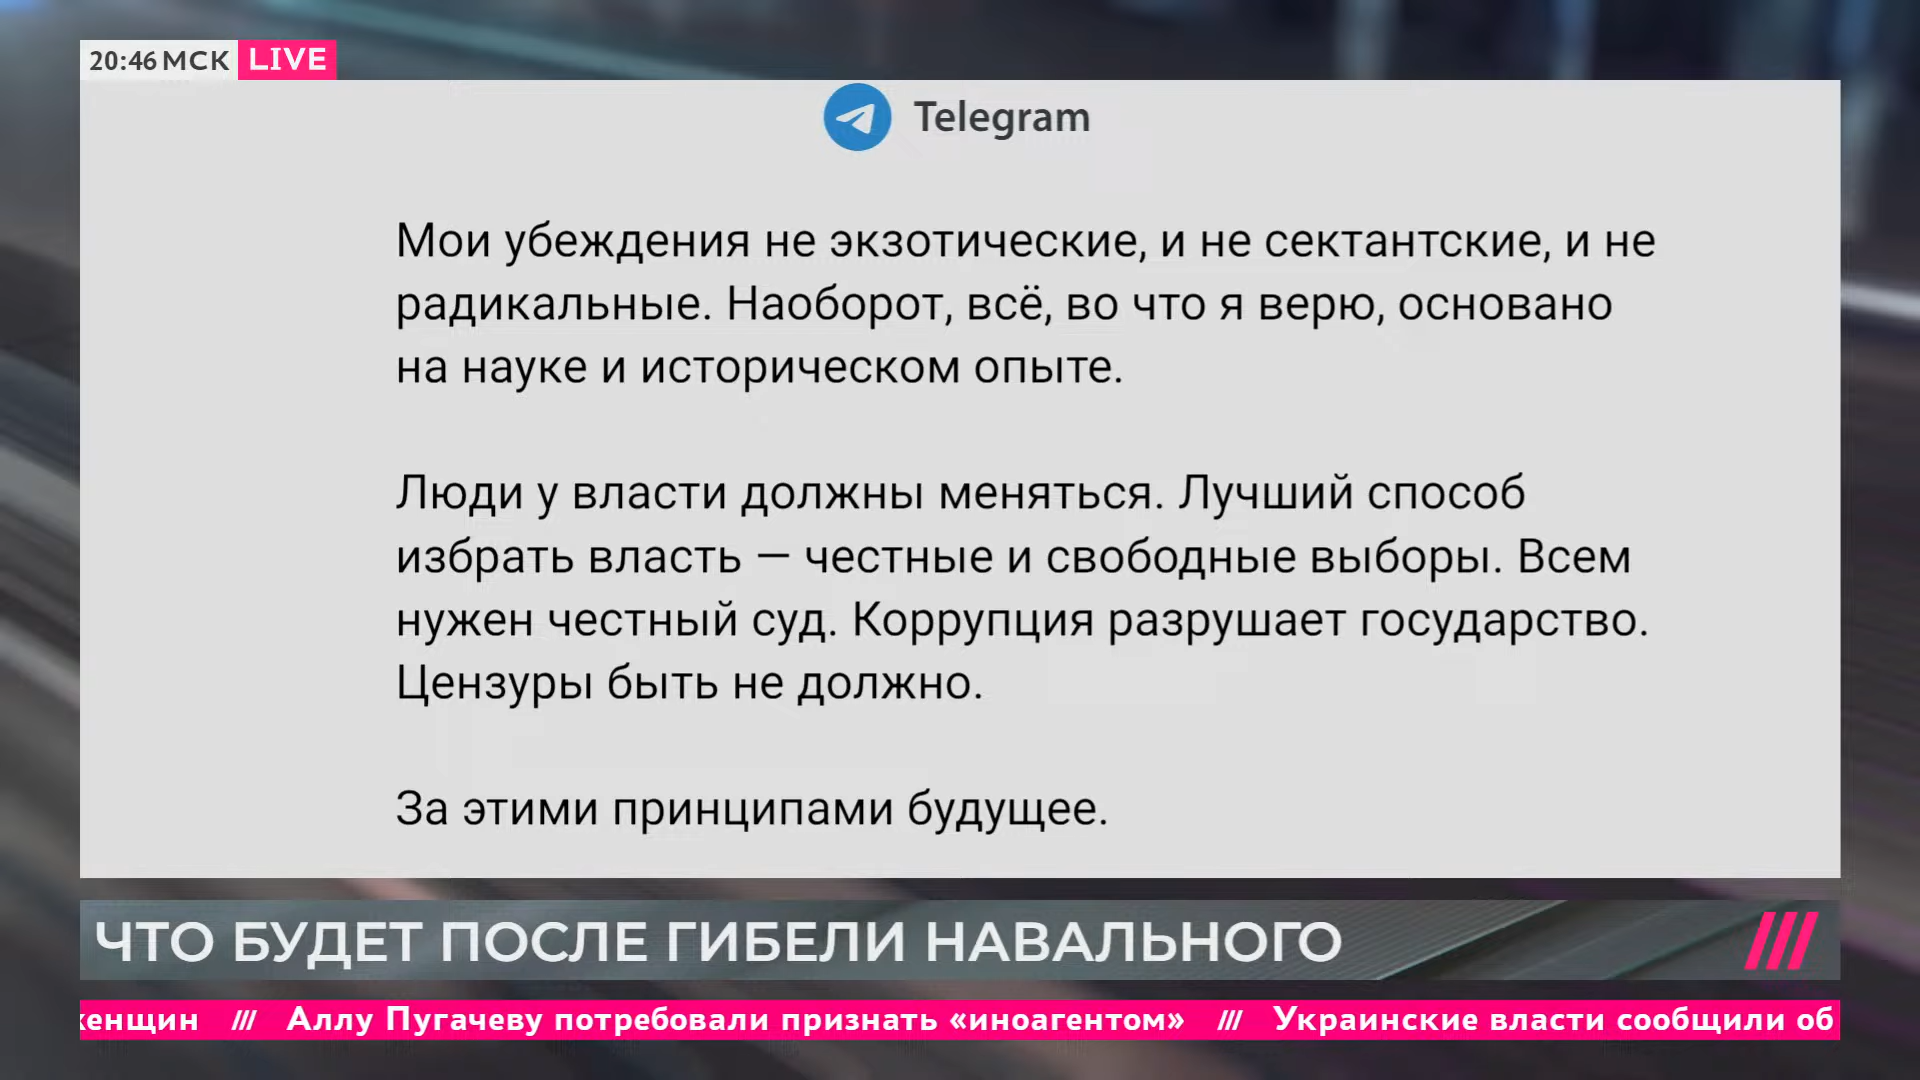 20:46 МСК LIVE
Telegram
Мои убеждения не экзотические, и не сектантские, и не
радикальные. Наоборот, всё, во что я верю, основано
на науке и историческом опыте.
Люди у власти должны меняться. Лучший способ
избрать власть — честные и свободные выборы. Всем
нужен честный суд. Коррупция разрушает государство.
Цензуры быть не должно.
За этими принципами будущее.
ЧТО БУДЕТ ПОСЛЕ ГИБЕЛИ НАВАЛЬНОГО
женщин /// Аллу Пугачеву потребовали признать «иноагентом» /// Украинские власти сообщили об